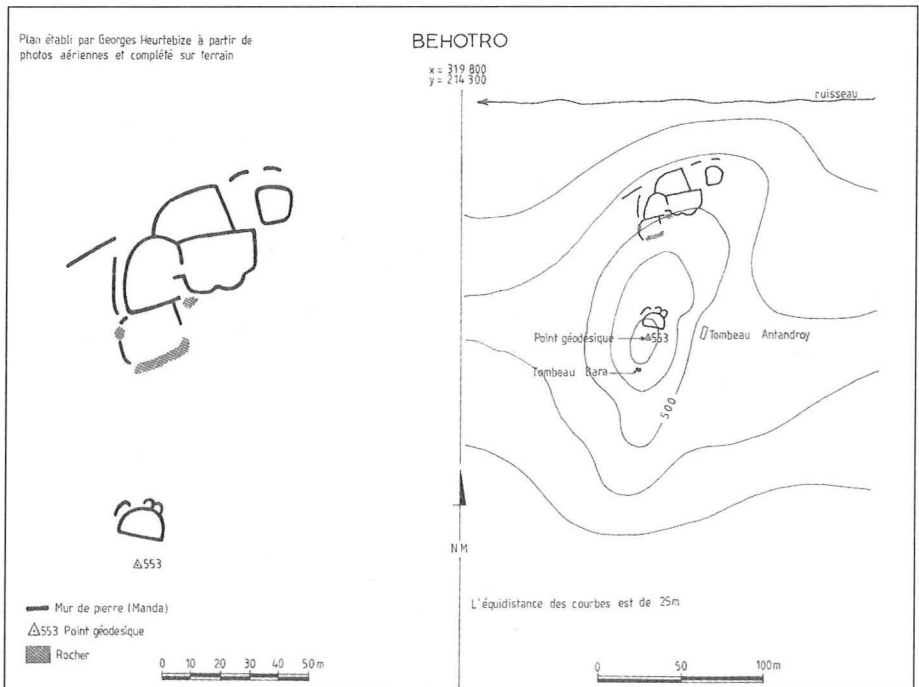 Plan établi par Georges Heurtebize à partir de
photos aériennes et complété sur terrain
BEHOTRO
x = 319 800
y = 214 300
ruisseau
Point géodésique
553
Tombeau Antandroy
Tombeau Bara
500
553
NM
Mur de pierre (Manda)
553 Point géodesique
Rocher
0 10 20 30 40 50m
L'équidistance des courbes est de 25m
0 50 100m